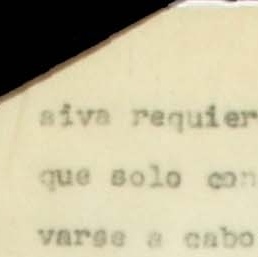 siva requier
que solo con
varse a cabo